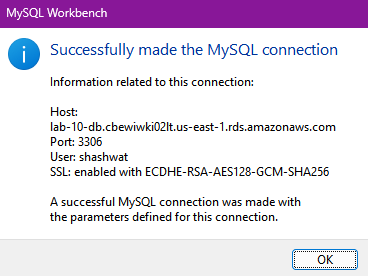 MySQL Workbench
Successfully made the MySQL connection
Information related to this connection:
Host:
lab-10-db.cbewiwki02lt.us-east-1.rds.amazonaws.com
Port: 3306
User: shashwat
SSL: enabled with ECDHE-RSA-AES128-GCM-SHA256
A successful MySQL connection was made with
the parameters defined for this connection.
OK